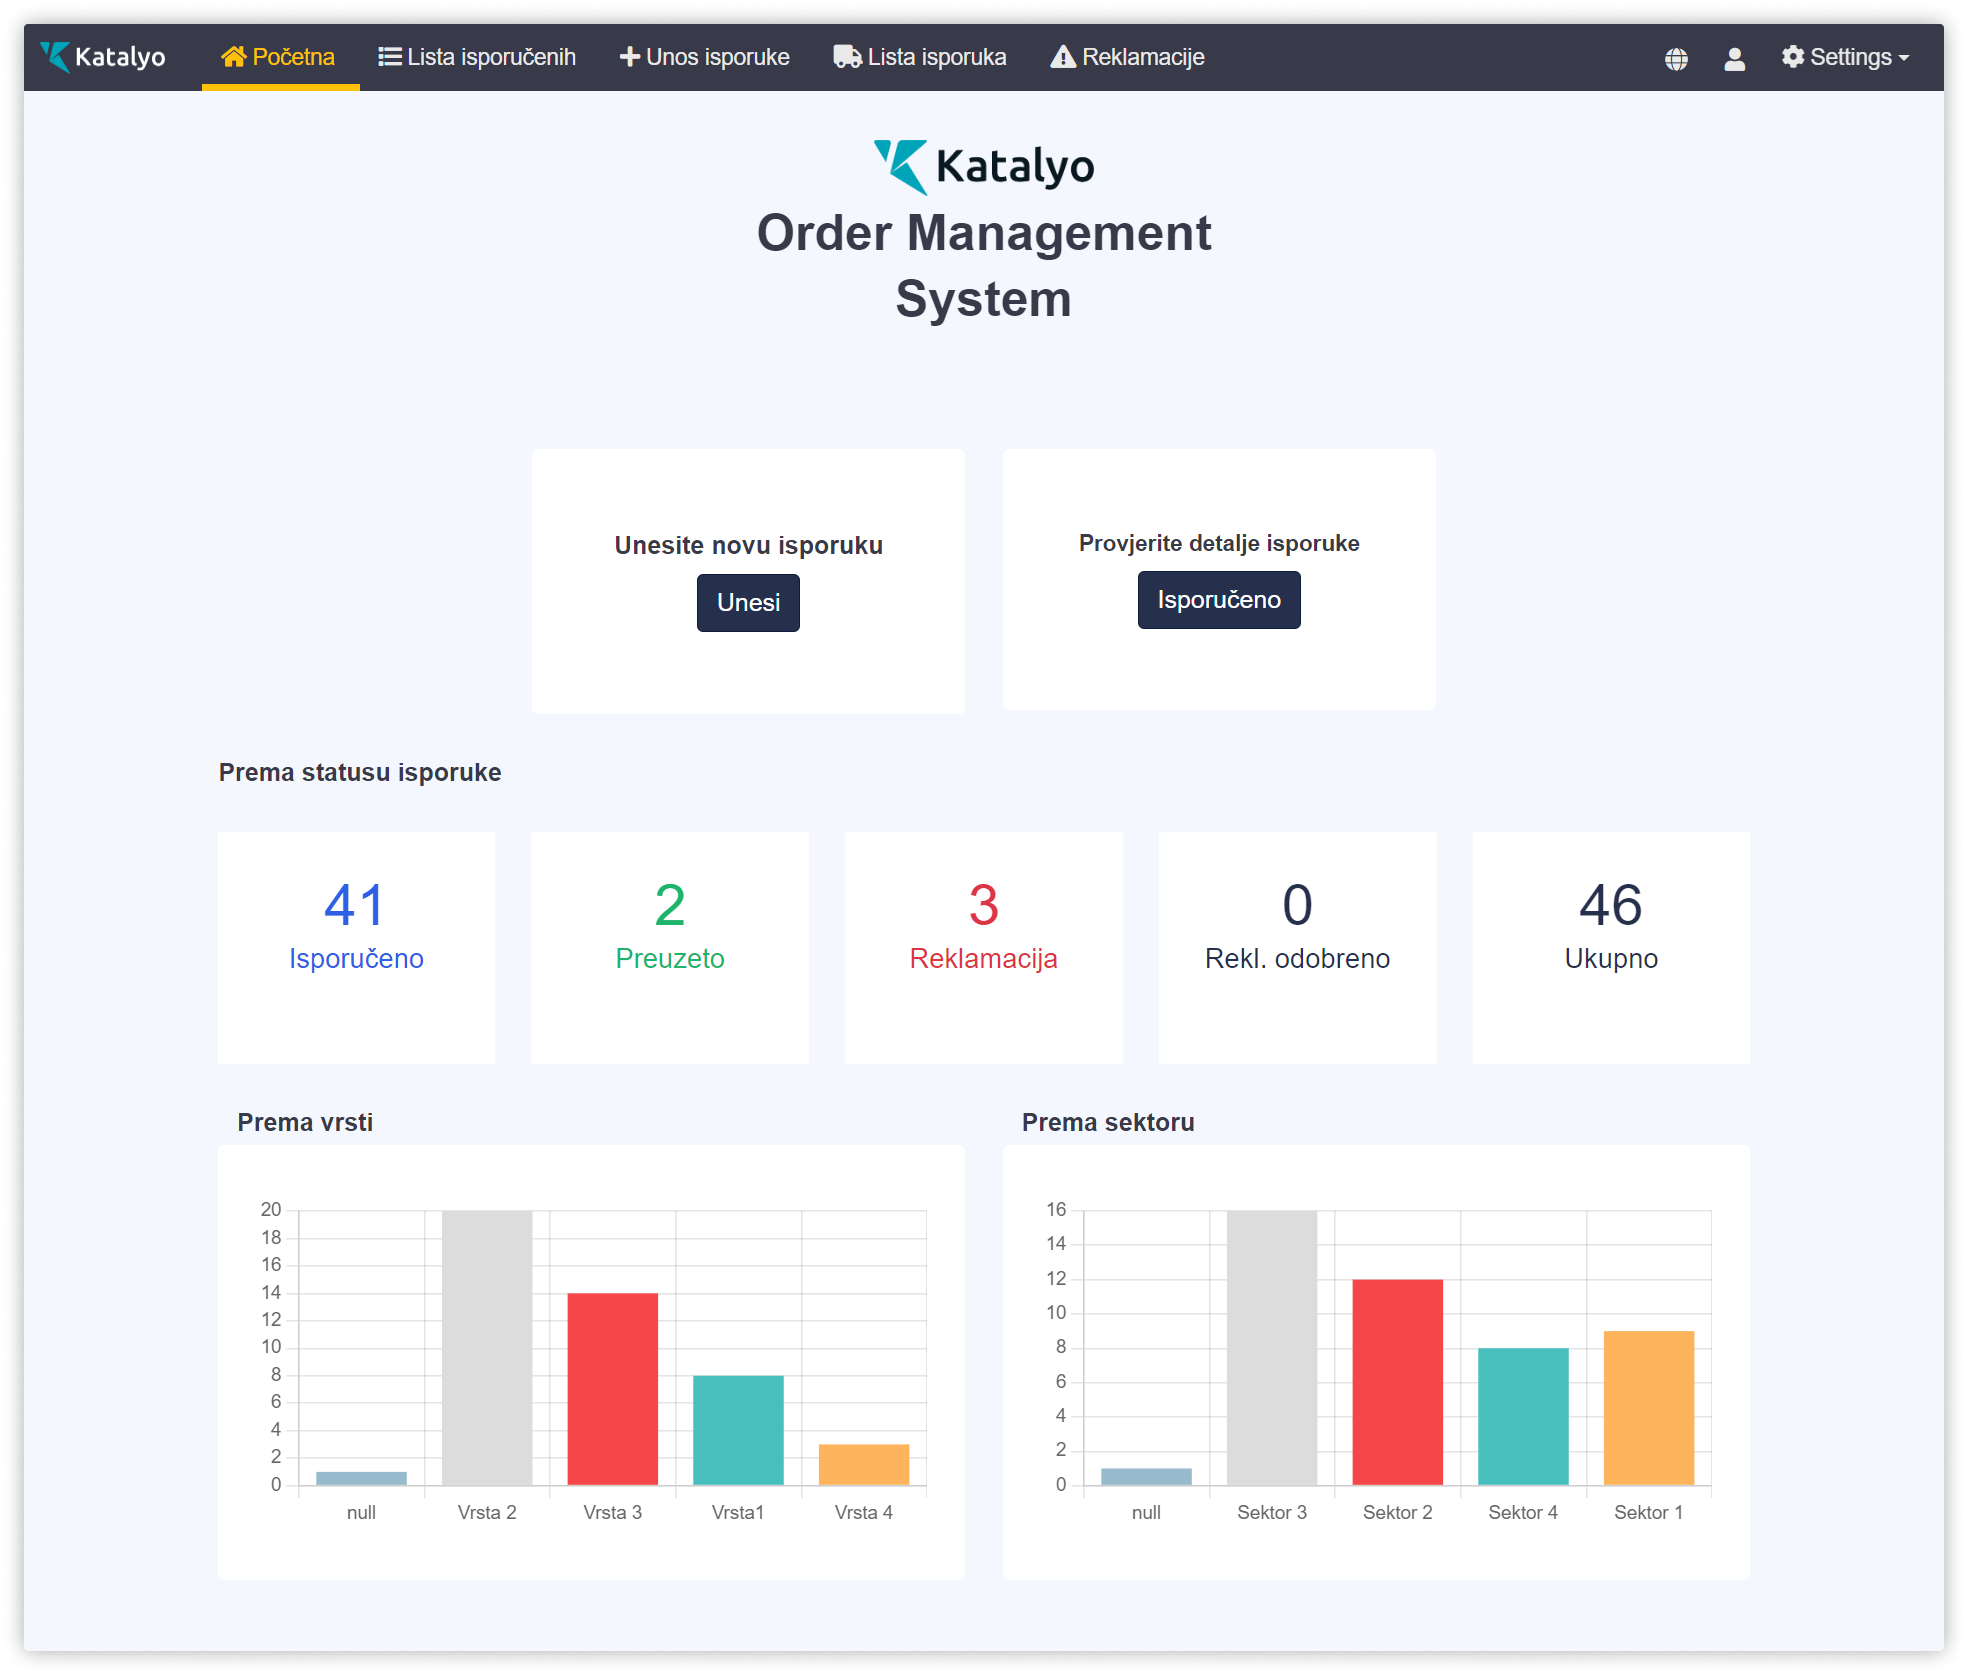 Katalyo Početna Lista isporučenih Unos isporuke Lista isporuka Reklamacije Settings
Katalyo
Order Management
System
Unesite novu isporuku
Unesi
Provjerite detalje isporuke
Isporučeno
Prema statusu isporuke
41
Isporučeno
2
Preuzeto
3
Reklamacija
0
Rekl. odobreno
46
Ukupno
Prema vrsti
20
18
16
14
12
10
8
6
4
2
0
null Vrsta 2 Vrsta 3 Vrsta1 Vrsta 4
Prema sektoru
16
14
12
10
8
6
4
2
0
null Sektor 3 Sektor 2 Sektor 4 Sektor 1